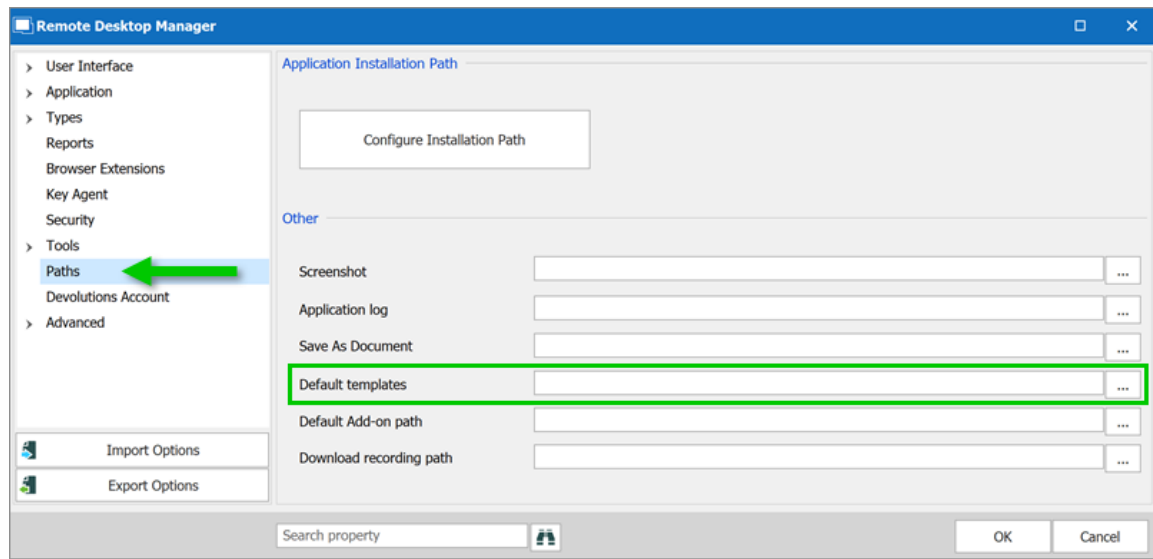 Remote Desktop Manager
User Interface
Application
Types
Reports
Browser Extensions
Key Agent
Security
Tools
Paths
Devolutions Account
Advanced
Import Options
Export Options
Application Installation Path
Configure Installation Path
Other
Screenshot ...
Application log ...
Save As Document ...
Default templates ...
Default Add-on path ...
Download recording path ...
Search property
OK Cancel